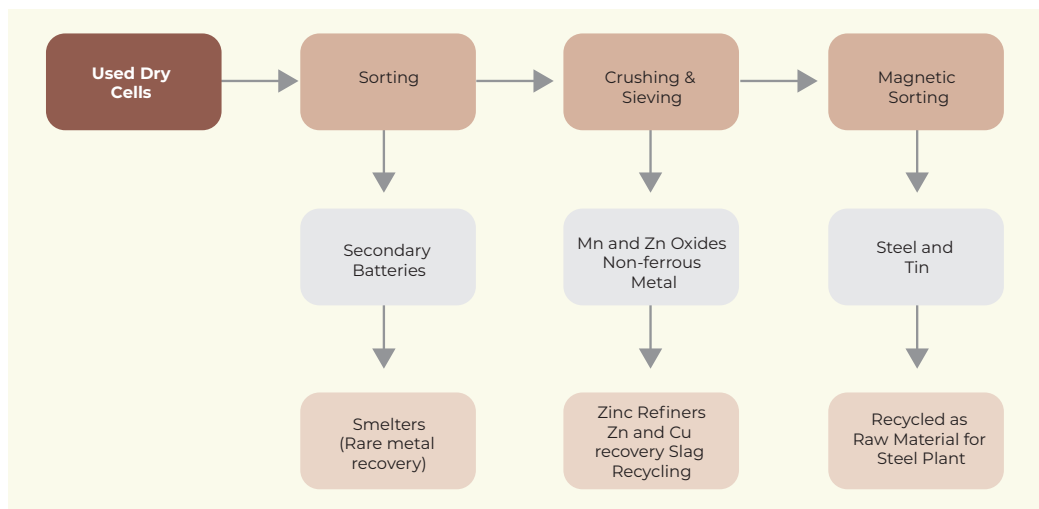 Used Dry
Cells
Sorting
Crushing &
Sieving
Magnetic
Sorting
Secondary
Batteries
Mn and Zn Oxides
Non-ferrous
Metal
Steel and
Tin
Smelters
(Rare metal
recovery)
Zinc Refiners
Zn and Cu
recovery Slag
Recycling
Recycled as
Raw Material for
Steel Plant